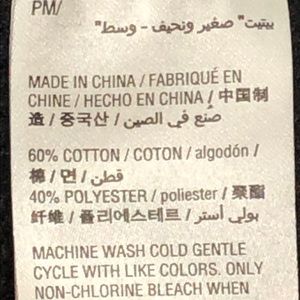 PM/
بيتيت" صغير ونحيف - وسط"
MADE IN CHINA / FABRIQUÉ EN
CHINE / HECHO EN CHINA / 中国制
造 / 중국산 / صنع في الصين
60% COTTON / COTON / algodón /
棉 / 면 / قطن
40% POLYESTER / poliester / 聚酯
纤维 / 폴리에스테르 / بولي أستر
MACHINE WASH COLD GENTLE
CYCLE WITH LIKE COLORS. ONLY
NON-CHLORINE BLEACH WHEN